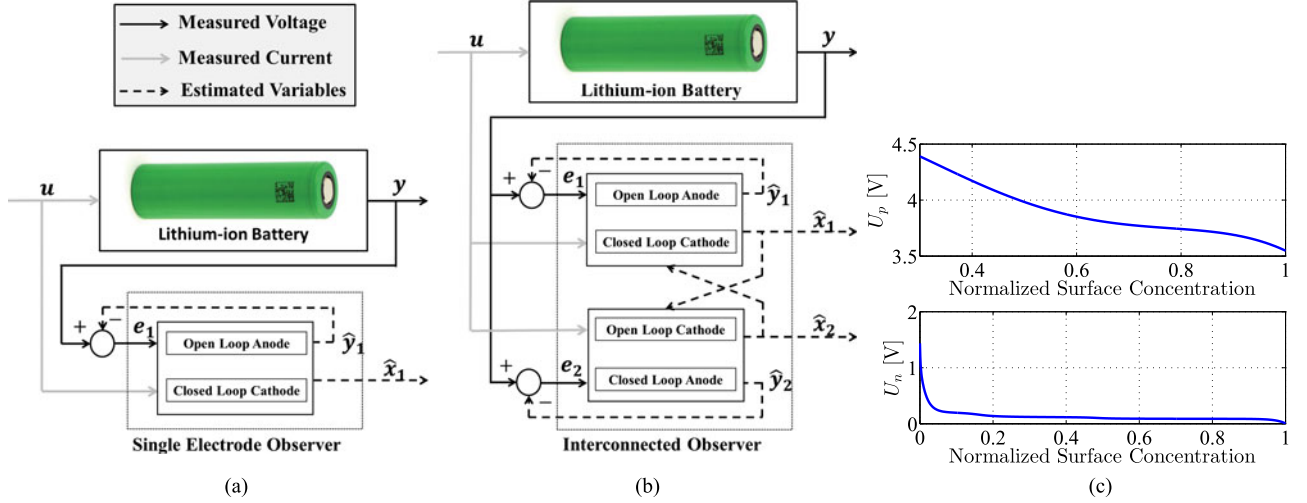 Measured Voltage
Measured Current
Estimated Variables
u
y
Lithium-ion Battery
+
−
e₁
Open Loop Anode
ŷ₁
Closed Loop Cathode
x̂₁
Single Electrode Observer
(a)
u
y
Lithium-ion Battery
+
−
e₁
Open Loop Anode
ŷ₁
Closed Loop Cathode
x̂₁
Open Loop Cathode
x̂₂
+
−
e₂
Closed Loop Anode
ŷ₂
Interconnected Observer
(b)
4.5
4
3.5
U_p [V]
0.4 0.6 0.8 1
Normalized Surface Concentration
2
1
0
U_n [V]
0 0.2 0.4 0.6 0.8 1
Normalized Surface Concentration
(c)